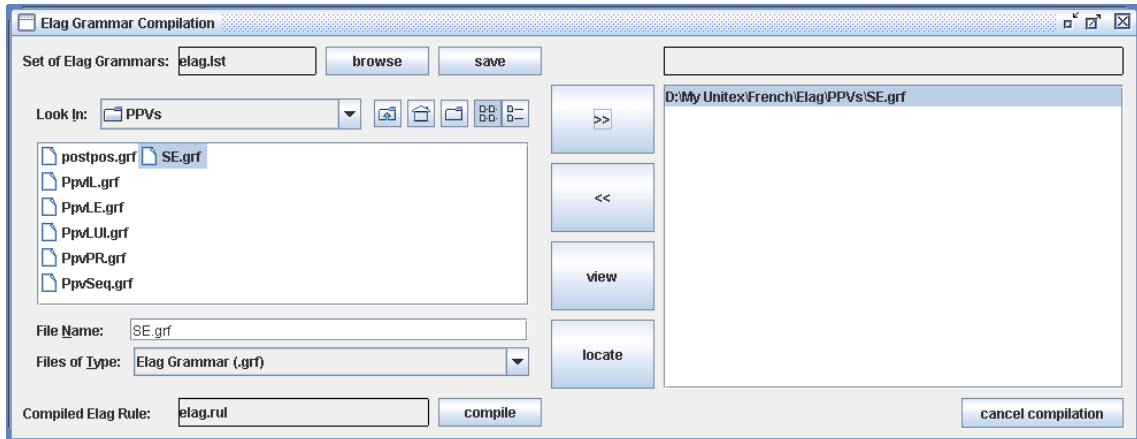 Elag Grammar Compilation
Set of Elag Grammars: elag.lst browse save
Look In: PPVs
postpos.grf SE.grf
PpvIL.grf
PpvLE.grf
PpvLUI.grf
PpvPR.grf
PpvSeq.grf
File Name: SE.grf
Files of Type: Elag Grammar (.grf)
Compiled Elag Rule: elag.rul compile
>>
<<
view
locate
D:\My Unitex\French\Elag\PPVs\SE.grf
cancel compilation